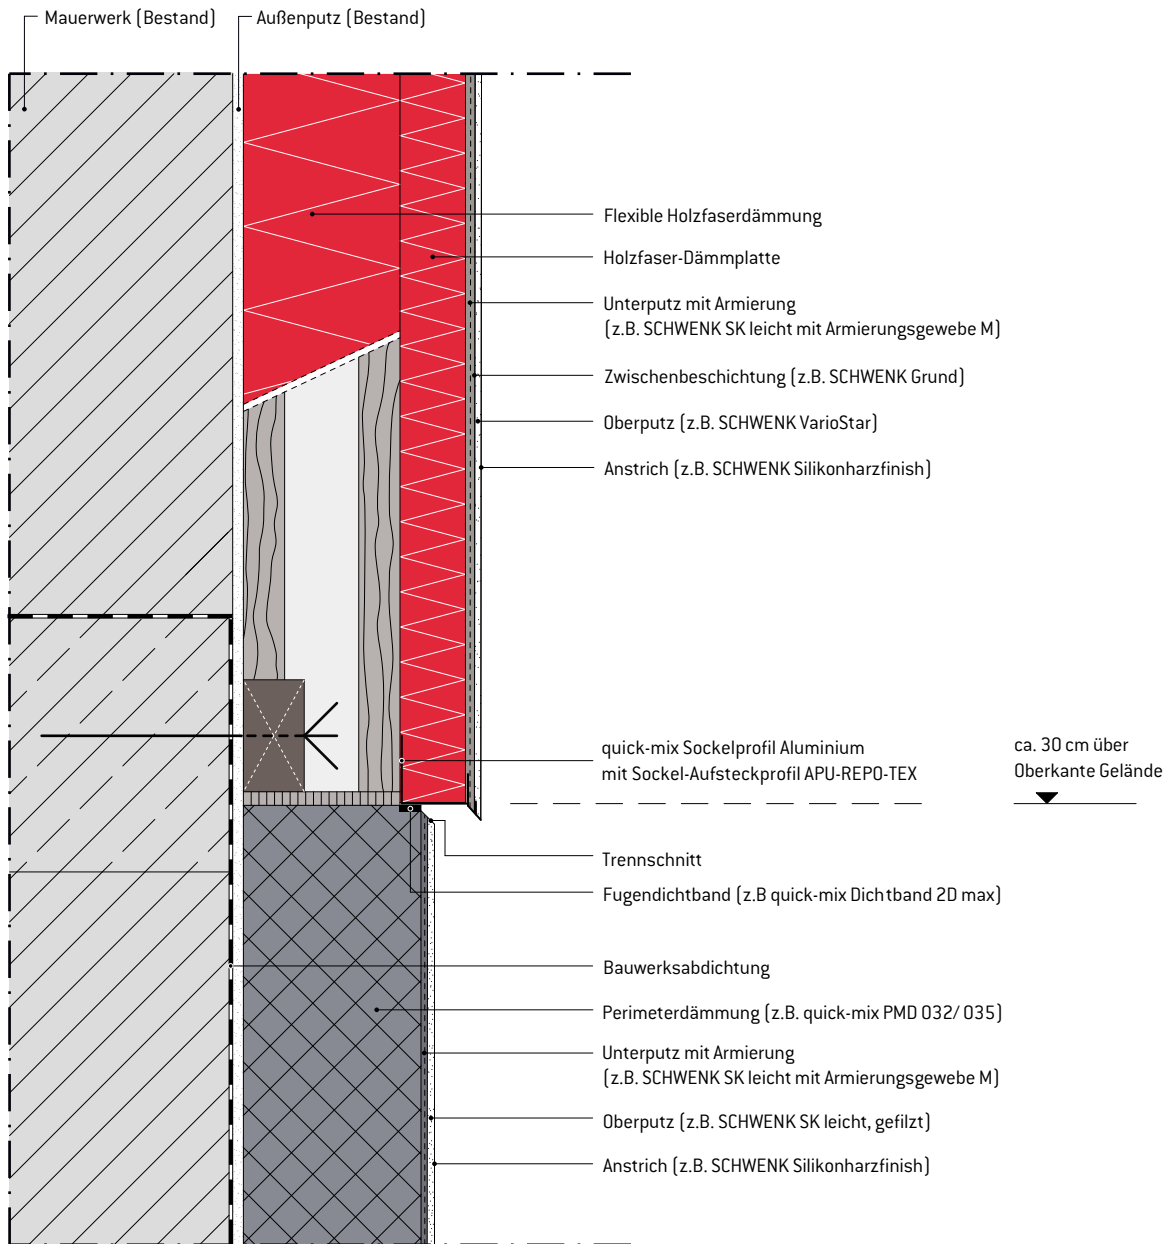 Mauerwerk (Bestand)
Außenputz (Bestand)
Flexible Holzfaserdämmung
Holzfaser-Dämmplatte
Unterputz mit Armierung
(z.B. SCHWENK SK leicht mit Armierungsgewebe M)
Zwischenbeschichtung (z.B. SCHWENK Grund)
Oberputz (z.B. SCHWENK VarioStar)
Anstrich (z.B. SCHWENK Silikonharzfinish)
quick-mix Sockelprofil Aluminium
mit Sockel-Aufsteckprofil APU-REPO-TEX
ca. 30 cm über
Oberkante Gelände
Trennschnitt
Fugendichtband (z.B quick-mix Dichtband 2D max)
Bauwerksabdichtung
Perimeterdämmung (z.B. quick-mix PMD 032/ 035)
Unterputz mit Armierung
(z.B. SCHWENK SK leicht mit Armierungsgewebe M)
Oberputz (z.B. SCHWENK SK leicht, gefilzt)
Anstrich (z.B. SCHWENK Silikonharzfinish)